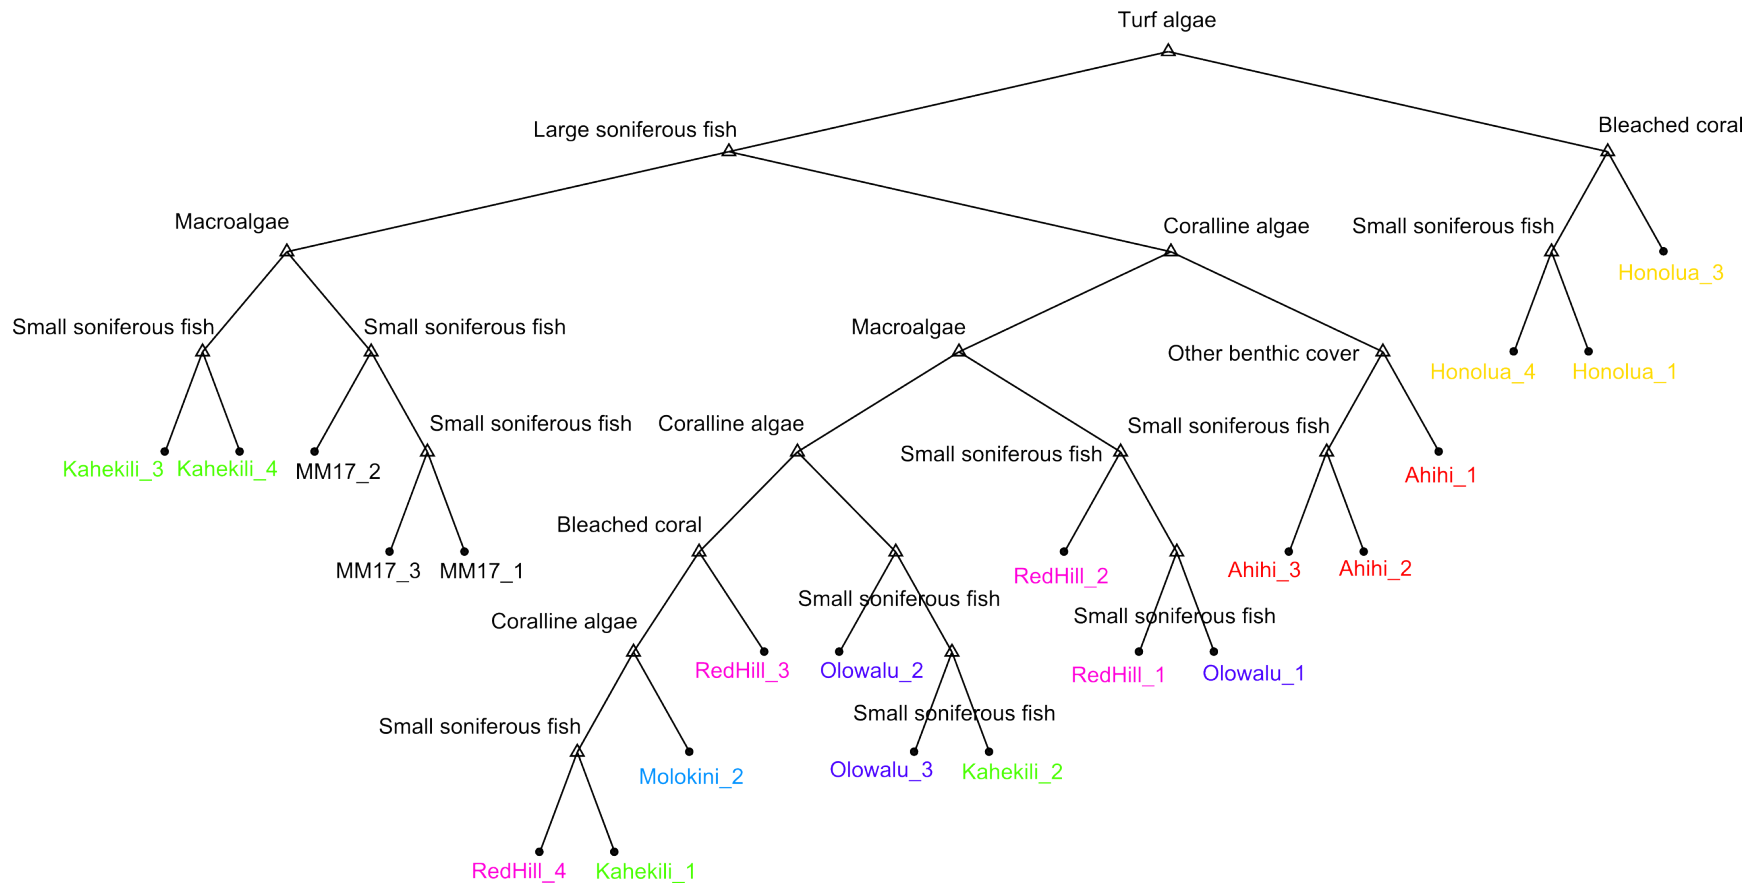 Turf algae
Bleached coral
Large soniferous fish
Macroalgae
Coralline algae
Small soniferous fish
Honolua_3
Small soniferous fish
Small soniferous fish
Macroalgae
Other benthic cover
Honolua_4
Honolua_1
Small soniferous fish
Coralline algae
Small soniferous fish
Small soniferous fish
Kahekili_3
Kahekili_4
MM17_2
Ahihi_1
Bleached coral
MM17_3
MM17_1
RedHill_2
Ahihi_3
Ahihi_2
Small soniferous fish
Small soniferous fish
Coralline algae
RedHill_3
Olowalu_2
RedHill_1
Olowalu_1
Small soniferous fish
Small soniferous fish
Molokini_2
Olowalu_3
Kahekili_2
RedHill_4
Kahekili_1